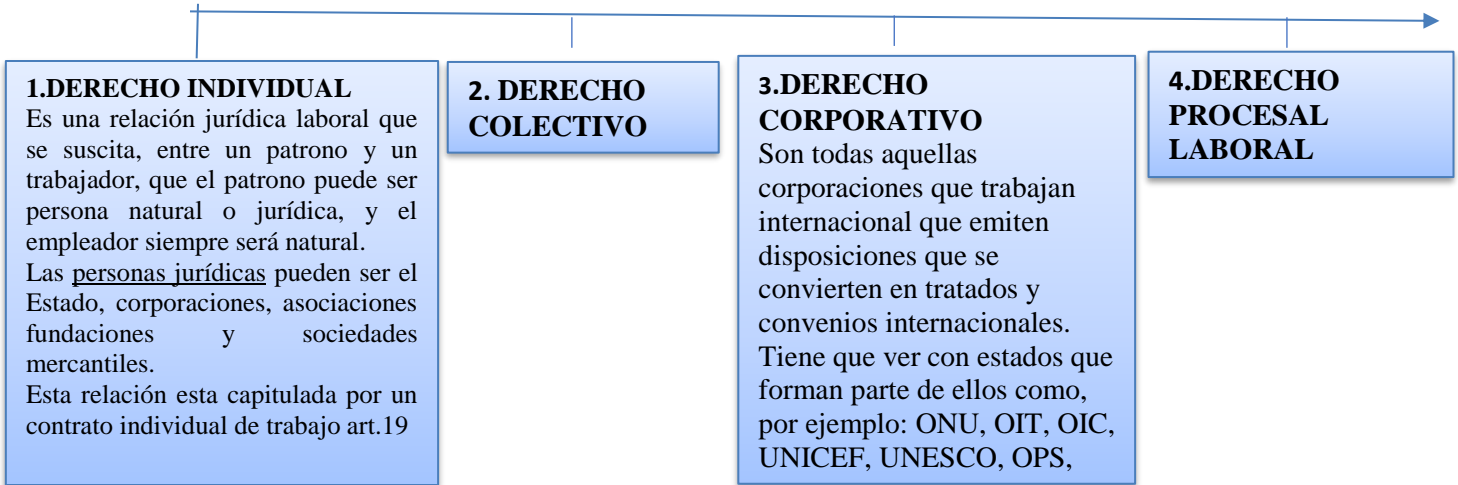 1.DERECHO INDIVIDUAL
Es una relación jurídica laboral que
se suscita, entre un patrono y un
trabajador, que el patrono puede ser
persona natural o jurídica, y el
empleador siempre será natural.
Las personas jurídicas pueden ser el
Estado, corporaciones, asociaciones
fundaciones y sociedades
mercantiles.
Esta relación esta capitulada por un
contrato individual de trabajo art.19
2. DERECHO
COLECTIVO
3.DERECHO
CORPORATIVO
Son todas aquellas
corporaciones que trabajan
internacional que emiten
disposiciones que se
convierten en tratados y
convenios internacionales.
Tiene que ver con estados que
forman parte de ellos como,
por ejemplo: ONU, OIT, OIC,
UNICEF, UNESCO, OPS,
4.DERECHO
PROCESAL
LABORAL